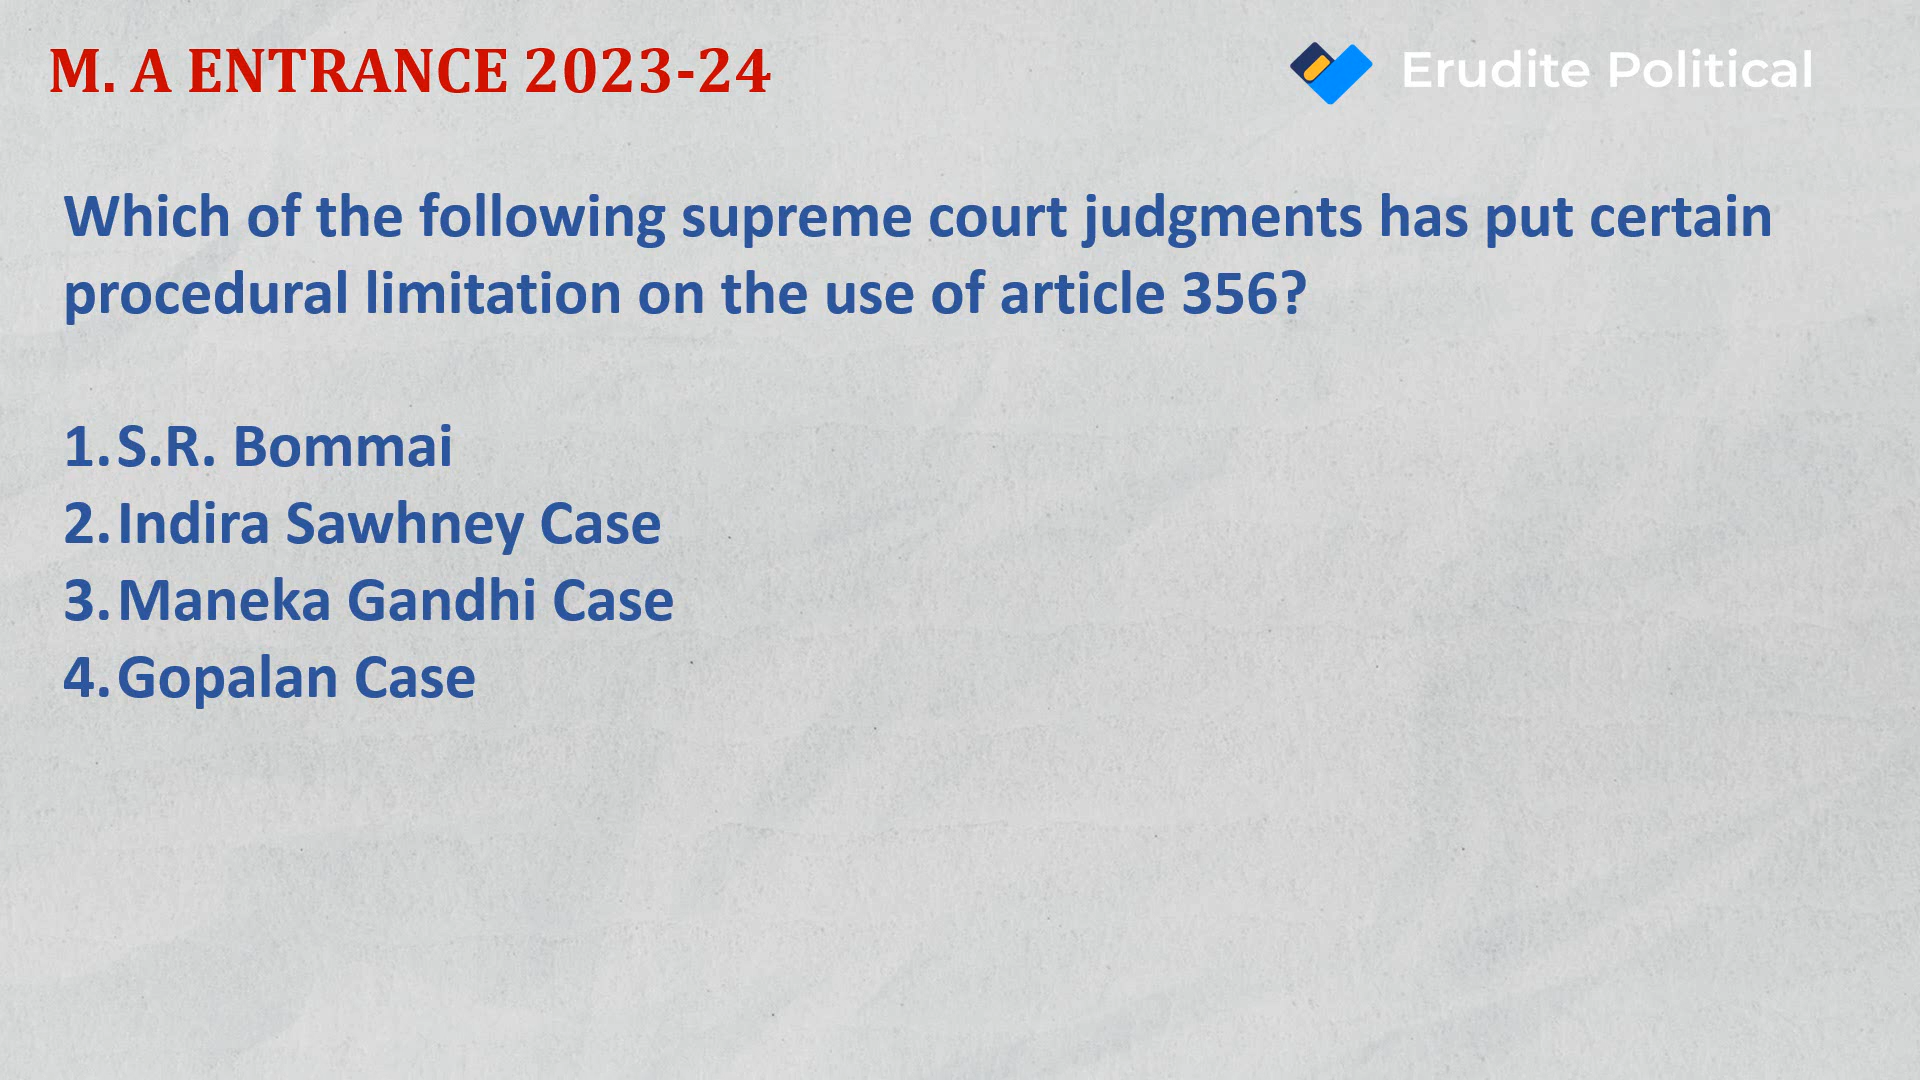 M. A ENTRANCE 2023-24
Erudite Political
Which of the following supreme court judgments has put certain
procedural limitation on the use of article 356?
1. S.R. Bommai
2. Indira Sawhney Case
3. Maneka Gandhi Case
4. Gopalan Case